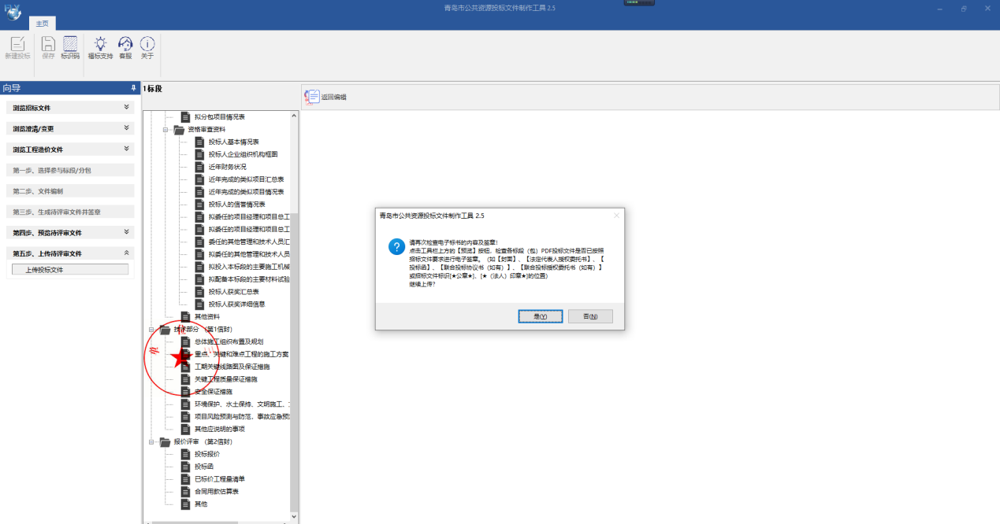 青岛市公共资源投标文件制作工具 2.5
主页
新建投标
保存
标识码
福标支持
客服
关于
向导
浏览招标文件
浏览澄清/变更
浏览工程造价文件
第一步、选择参与标段/分包
第二步、文件编制
第三步、生成待评审文件并签章
第四步、预览待评审文件
第五步、上传待评审文件
上传投标文件
1标段
返回编辑
拟分包项目情况表
资格审查资料
投标人基本情况表
投标人企业组织机构框图
近年财务状况
近年完成的类似项目汇总表
近年完成的类似项目情况表
投标人的信誉情况表
拟委任的项目经理和项目总工
拟委任的项目经理和项目总工
委任的其他管理和技术人员汇
拟委任的其他管理和技术人员
拟投入本标段的主要施工机械
拟配备本标段的主要材料试验
投标人获奖汇总表
投标人获奖详细信息
其他资料
技术部分 (第1信封)
总体施工组织布置及规划
重点、关键和难点工程的施工方案
工期关键线路图及保证措施
关键工程质量保证措施
安全保证措施
环境保护、水土保持、文明施工、
项目风险预测与防范，事故应急预
其他应说明的事项
报价评审 (第2信封)
投标报价
投标函
已标价工程量清单
合同用款估算表
其他
青岛市公共资源投标文件制作工具 2.5
请再次检查电子标书的内容及签章!
点击工具栏上方的【预览】按钮，检查各标段（包）PDF投标文件是否已按照
招标文件要求进行电子签章。（如【封面】、【法定代表人授权委托书】、【
投标函】、【联合投标协议书（如有）】、【联合投标授权委托书（如有）】
或招标文件标识[★公章★]、[★（法人）印章★]的位置)
继续上传?
是(Y)
否(N)